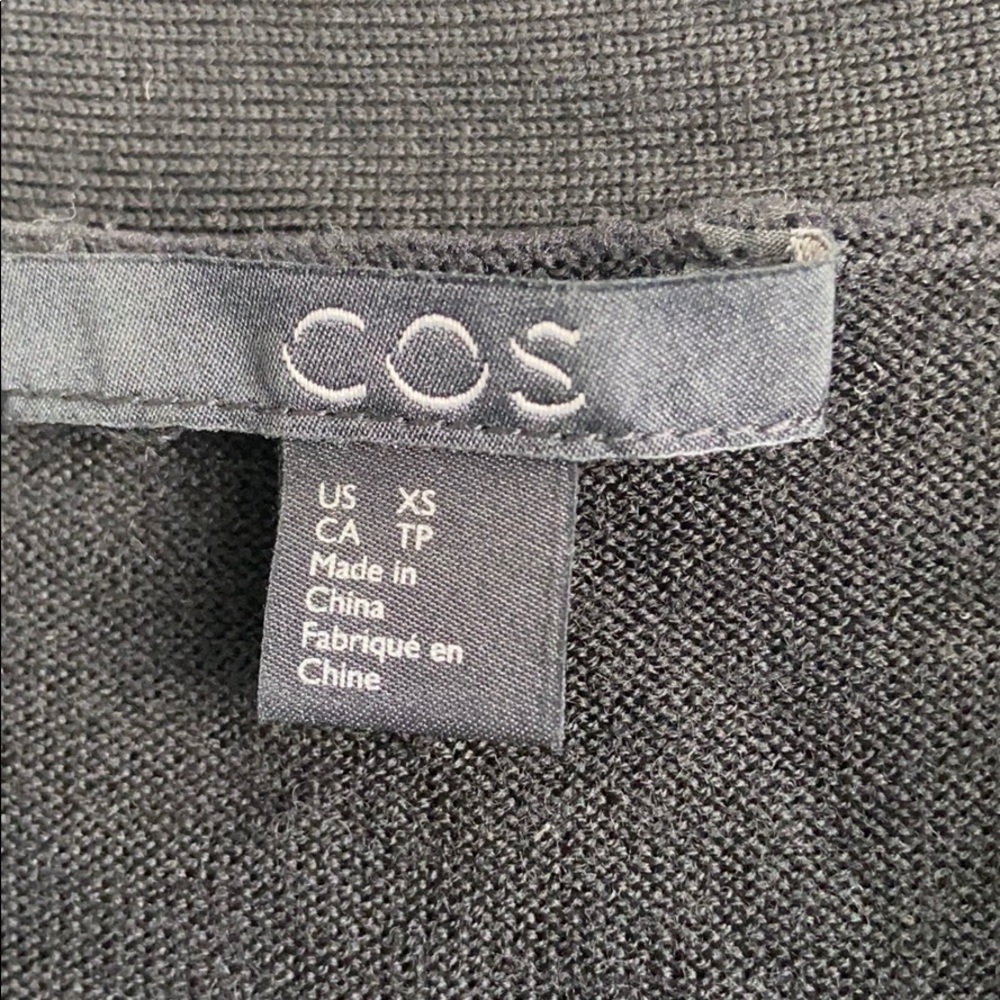 COS
US XS
CA TP
Made in
China
Fabriqué en
Chine